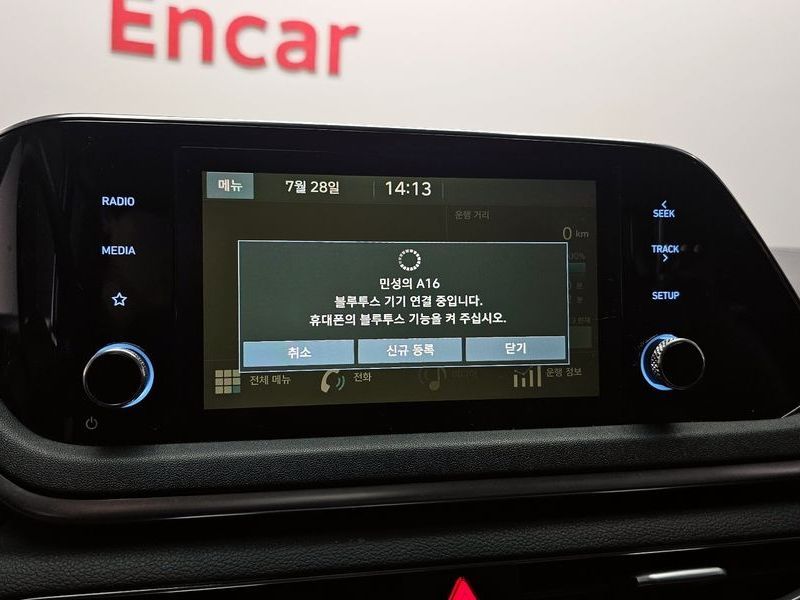 Encar
메뉴 7월 28일 14:13
RADIO
MEDIA
SEEK
TRACK
SETUP
운행 거리
0 km
민성의 A16
블루투스 기기 연결 중입니다.
휴대폰의 블루투스 기능을 켜 주십시오.
취소 신규 등록 닫기
전체 메뉴 전화 운행 정보